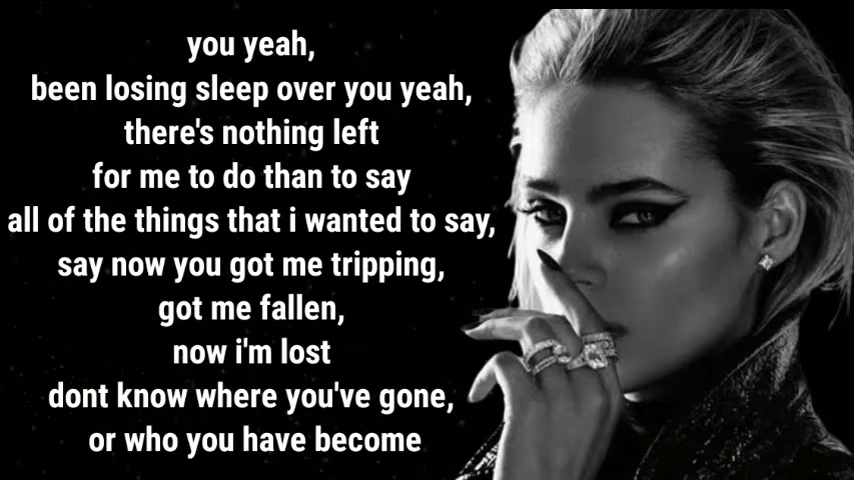 you yeah,
been losing sleep over you yeah,
there's nothing left
for me to do than to say
all of the things that i wanted to say,
say now you got me tripping,
got me fallen,
now i'm lost
dont know where you've gone,
or who you have become